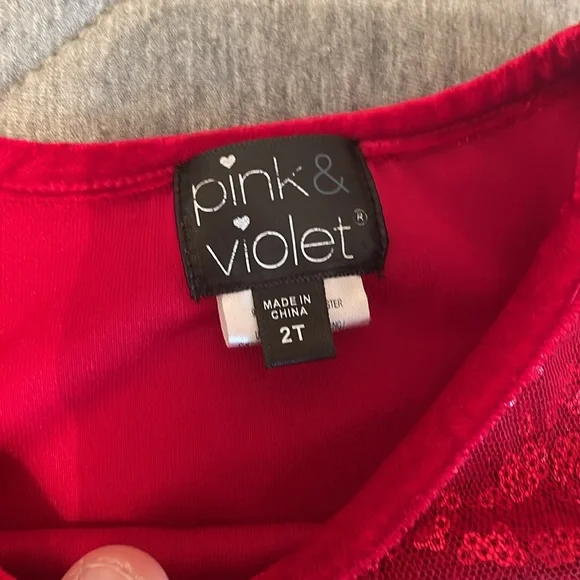 pink &
violet®
MADE IN
CHINA
2T